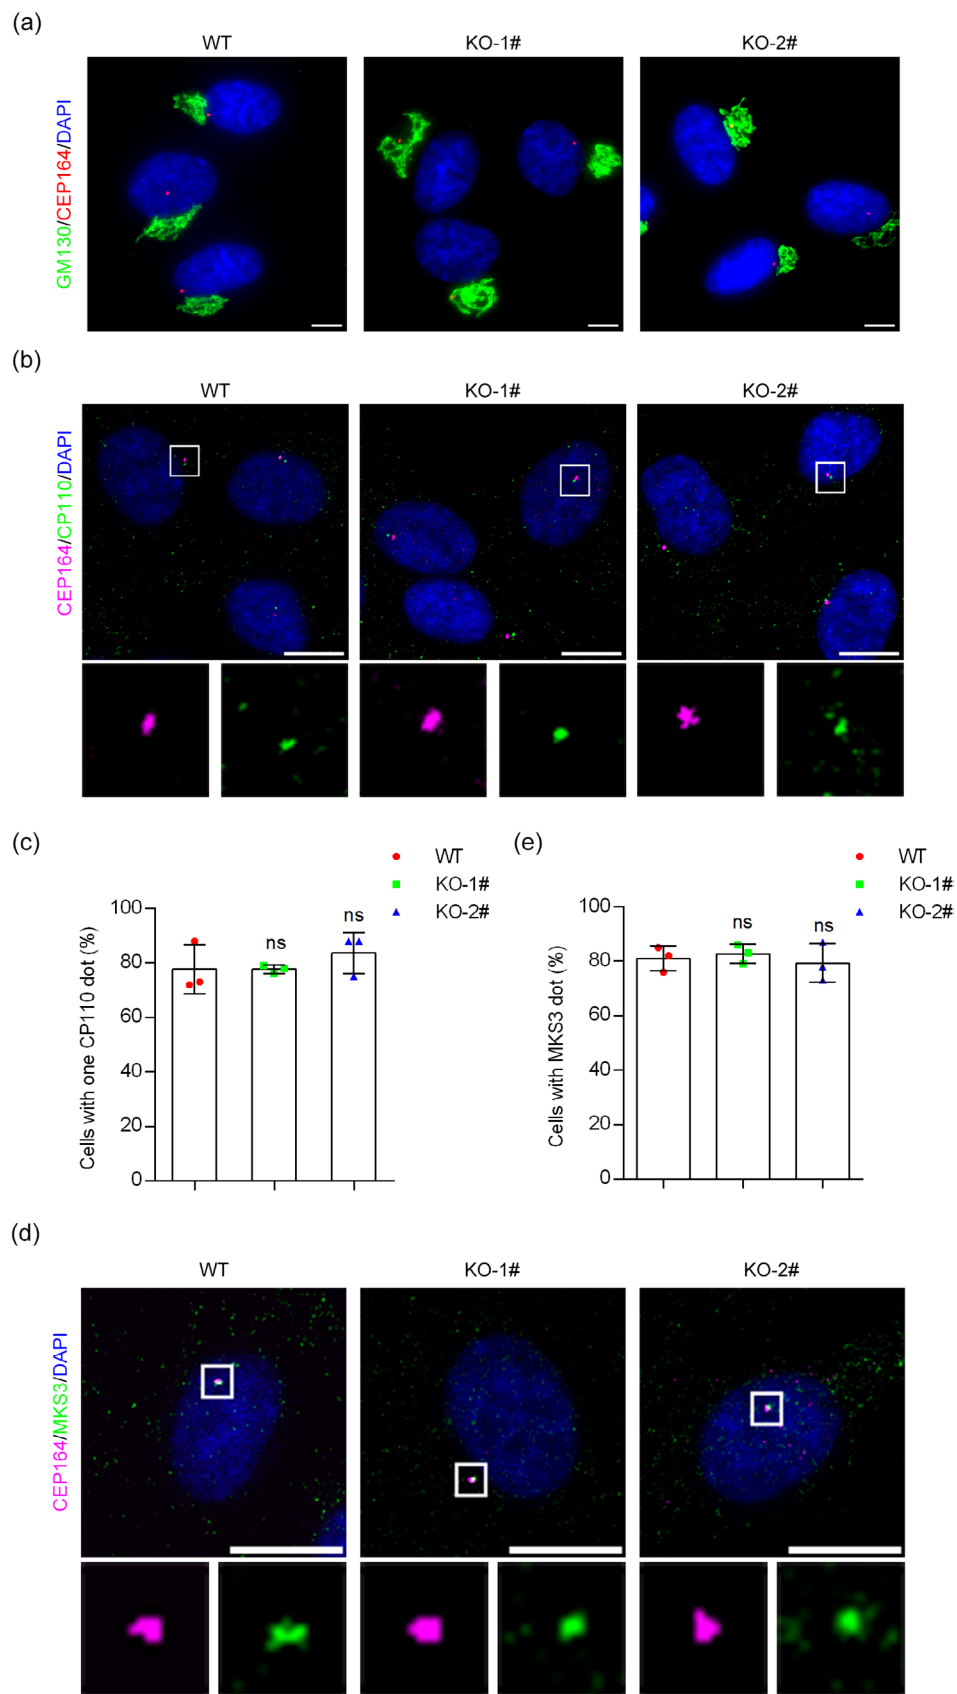 (a)
WT
KO-1#
KO-2#
GM130/CEP164/DAPI
(b)
WT
KO-1#
KO-2#
CEP164/CP110/DAPI
(c)
WT
KO-1#
KO-2#
Cells with one CP110 dot (%)
100
80
60
40
20
0
ns
ns
(e)
WT
KO-1#
KO-2#
Cells with MKS3 dot (%)
100
80
60
40
20
0
ns
ns
(d)
WT
KO-1#
KO-2#
CEP164/MKS3/DAPI